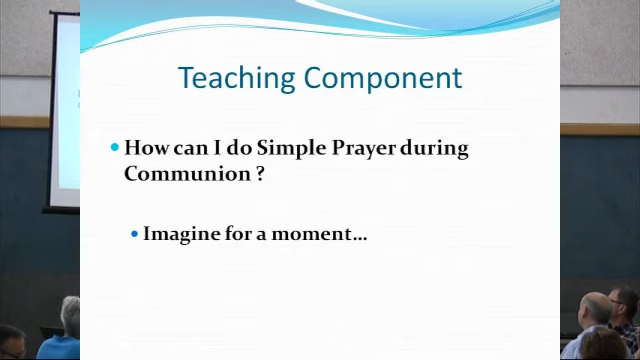 Teaching Component
How can I do Simple Prayer during
Communion ?
Imagine for a moment...